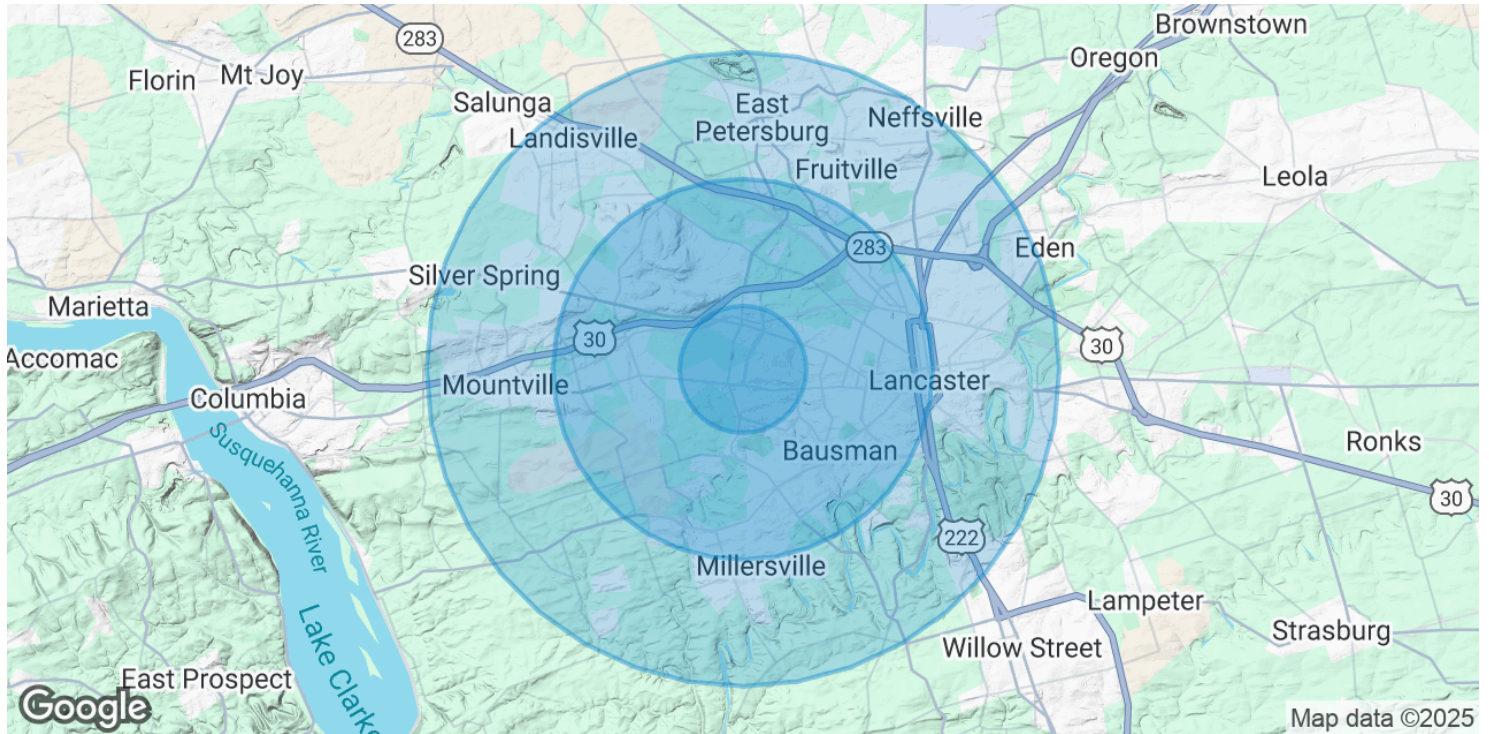 Brownstown
283
Oregon
Florin
Mt Joy
Salunga
East
Petersburg
Neffsville
Landisville
Fruitville
Leola
283
Eden
Silver Spring
Marietta
30
30
Accomac
Mountville
Lancaster
Columbia
Ronks
Susquehanna River
Bausman
30
222
Millersville
Lampeter
Strasburg
Lake Clarke
Willow Street
East Prospect
Google
Map data ©2025